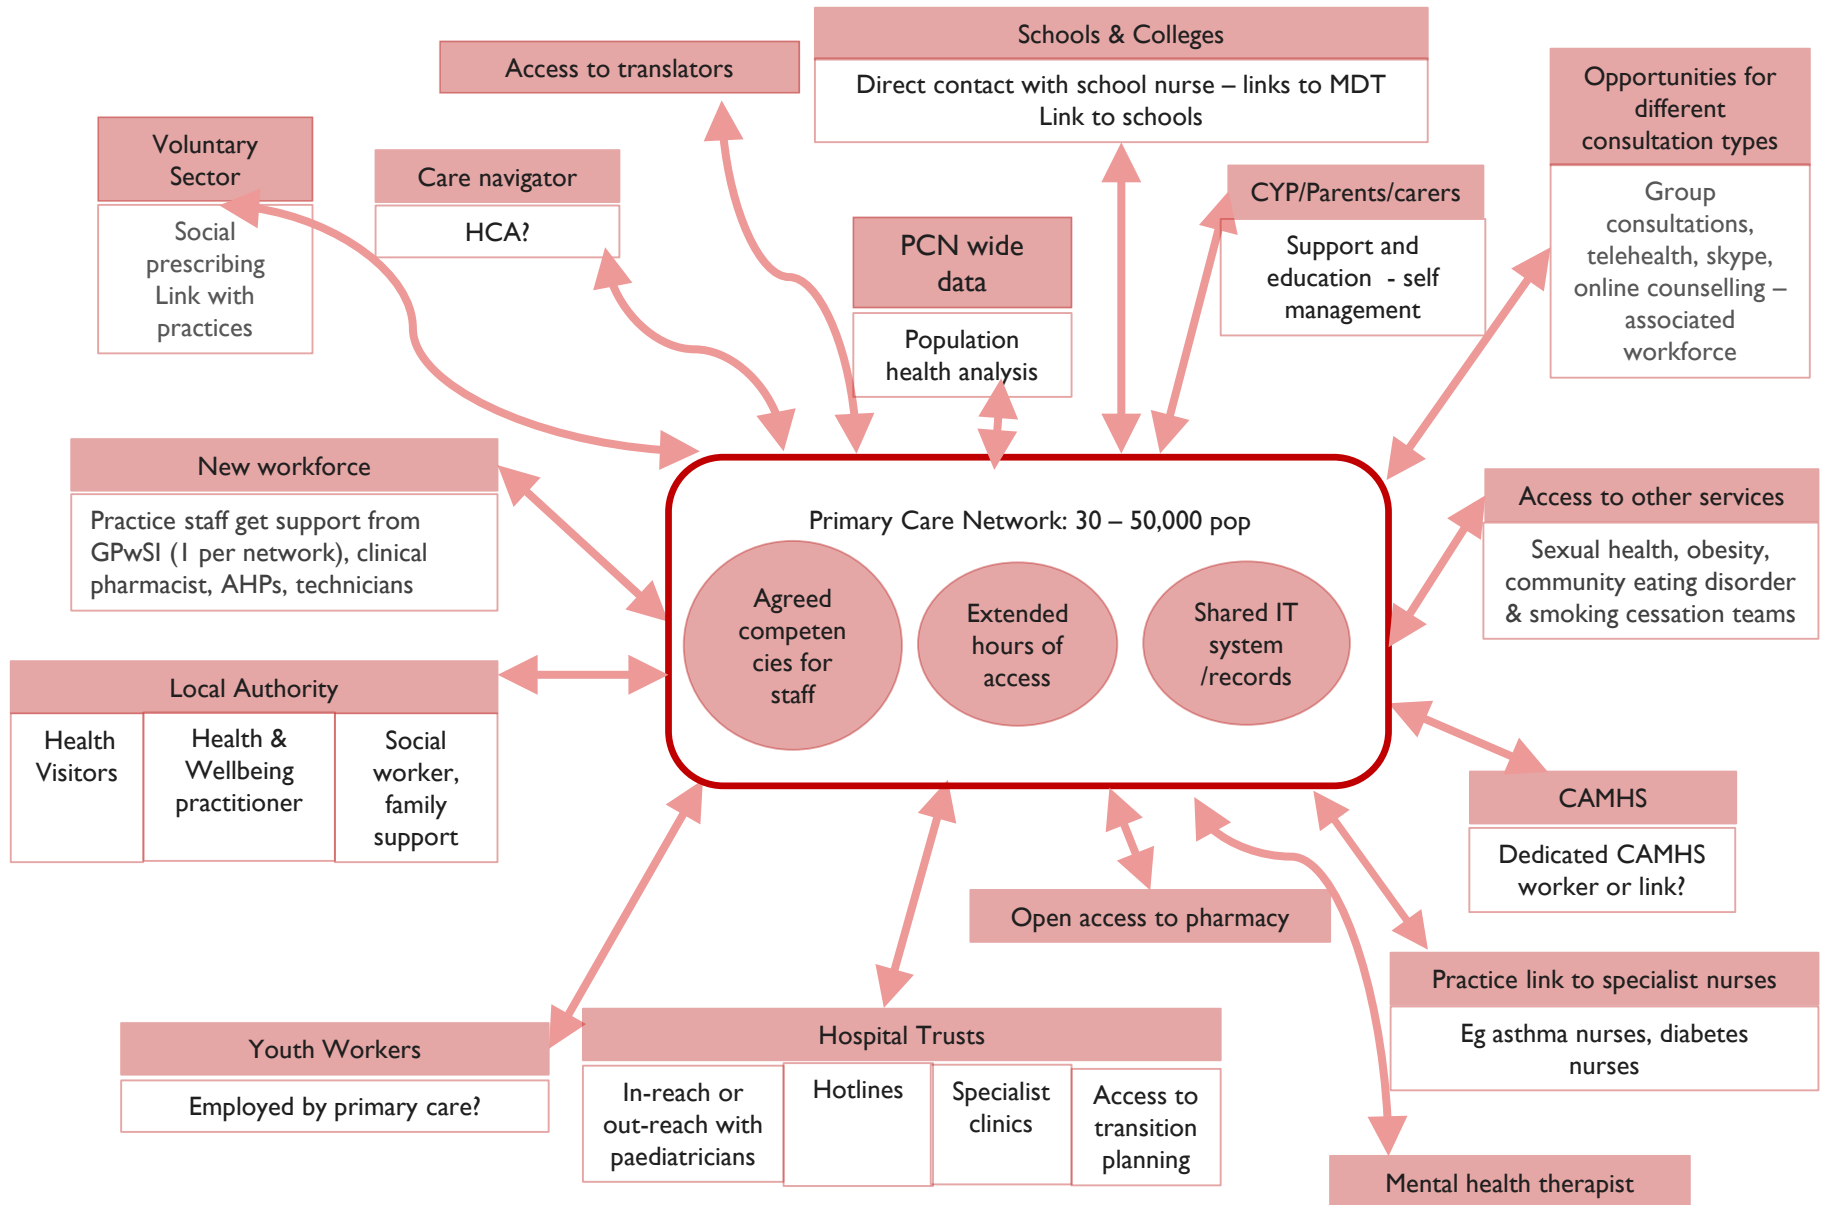 Schools & Colleges
Direct contact with school nurse – links to MDT
Link to schools
Access to translators
Opportunities for
different
consultation types
Group
consultations,
telehealth, skype,
online counselling –
associated
workforce
Voluntary
Sector
Social
prescribing
Link with
practices
Care navigator
HCA?
PCN wide
data
Population
health analysis
CYP/Parents/carers
Support and
education  - self
management
New workforce
Practice staff get support from
GPwSI (1 per network), clinical
pharmacist, AHPs, technicians
Primary Care Network: 30 – 50,000 pop
Agreed
competen
cies for
staff
Extended
hours of
access
Shared IT
system
/records
Access to other services
Sexual health, obesity,
community eating disorder
& smoking cessation teams
Local Authority
Health
Visitors
Health &
Wellbeing
practitioner
Social
worker,
family
support
CAMHS
Dedicated CAMHS
worker or link?
Open access to pharmacy
Practice link to specialist nurses
Eg asthma nurses, diabetes
nurses
Youth Workers
Employed by primary care?
Hospital Trusts
In-reach or
out-reach with
paediatricians
Hotlines
Specialist
clinics
Access to
transition
planning
Mental health therapist